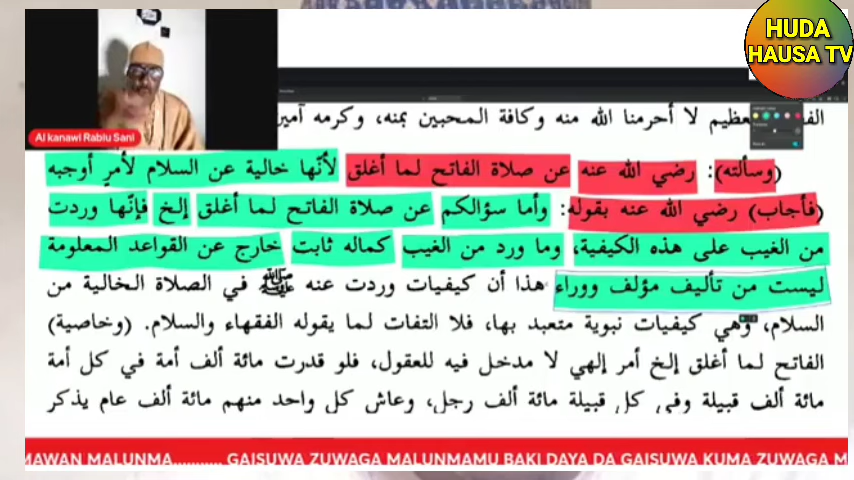 HUDA
HAUSA TV
Al kanawi Rabiu Sani
عظيم لا أحرمنا الله منه وكافة المحبين بمنه، وكرمه آمين
(وسألته): رضي الله عنه عن صلاة الفاتح لما أغلق لأنّها خالية عن السلام لأمرٍ أوجبه
(فأجاب) رضي الله عنه بقوله: وأما سؤالكم عن صلاة الفاتح لما أغلق إلخ فإنّها وردت
من الغيب على هذه الكيفية، وما ورد من الغيب كماله ثابت خارج عن القواعد المعلومة
ليست من تأليف مؤلف ووراء هذا أن كيفيات وردت عنه ﷺ في الصلاة الخالية من
السلام، وهي كيفيات نبوية متعبد بها، فلا التفات لما يقوله الفقهاء والسلام. (وخاصية)
الفاتح لما أغلق إلخ أمر إلهي لا مدخل فيه للعقول، فلو قدرت مائة ألف أمة في كل أمة
مائة ألف قبيلة وفي كل قبيلة مائة ألف رجل، وعاش كل واحد منهم مائة ألف عام يذكر
MAWAN MALUNMA.......... GAISUWA ZUWAGA MALUNMAMU BAKI DAYA DA GAISUWA KUMA ZUWAGA M